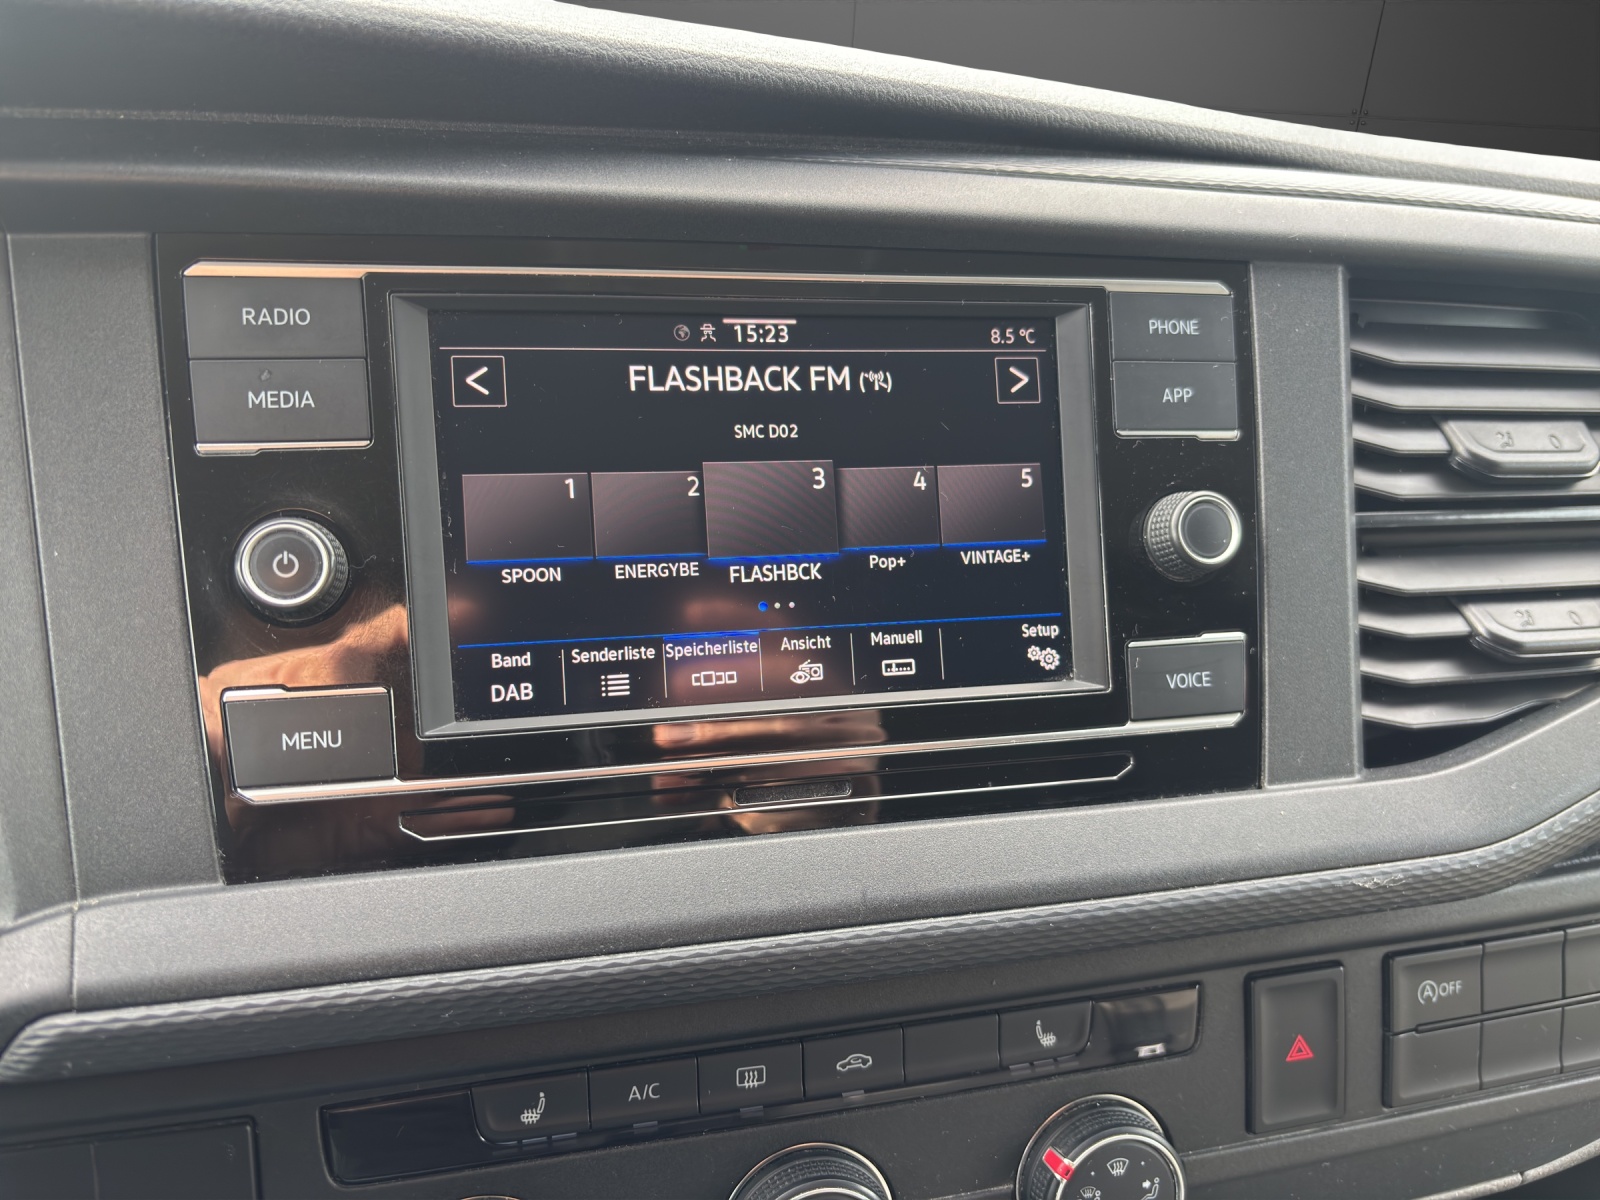 RADIO
MEDIA
MENU
15:23
8.5 °C
<
FLASHBACK FM
>
SMC D02
1
2
3
4
5
SPOON
ENERGYBE
FLASHBCK
Pop+
VINTAGE+
Band
DAB
Senderliste
Speicherliste
Ansicht
Manuell
Setup
PHONE
APP
VOICE
A/C
A OFF